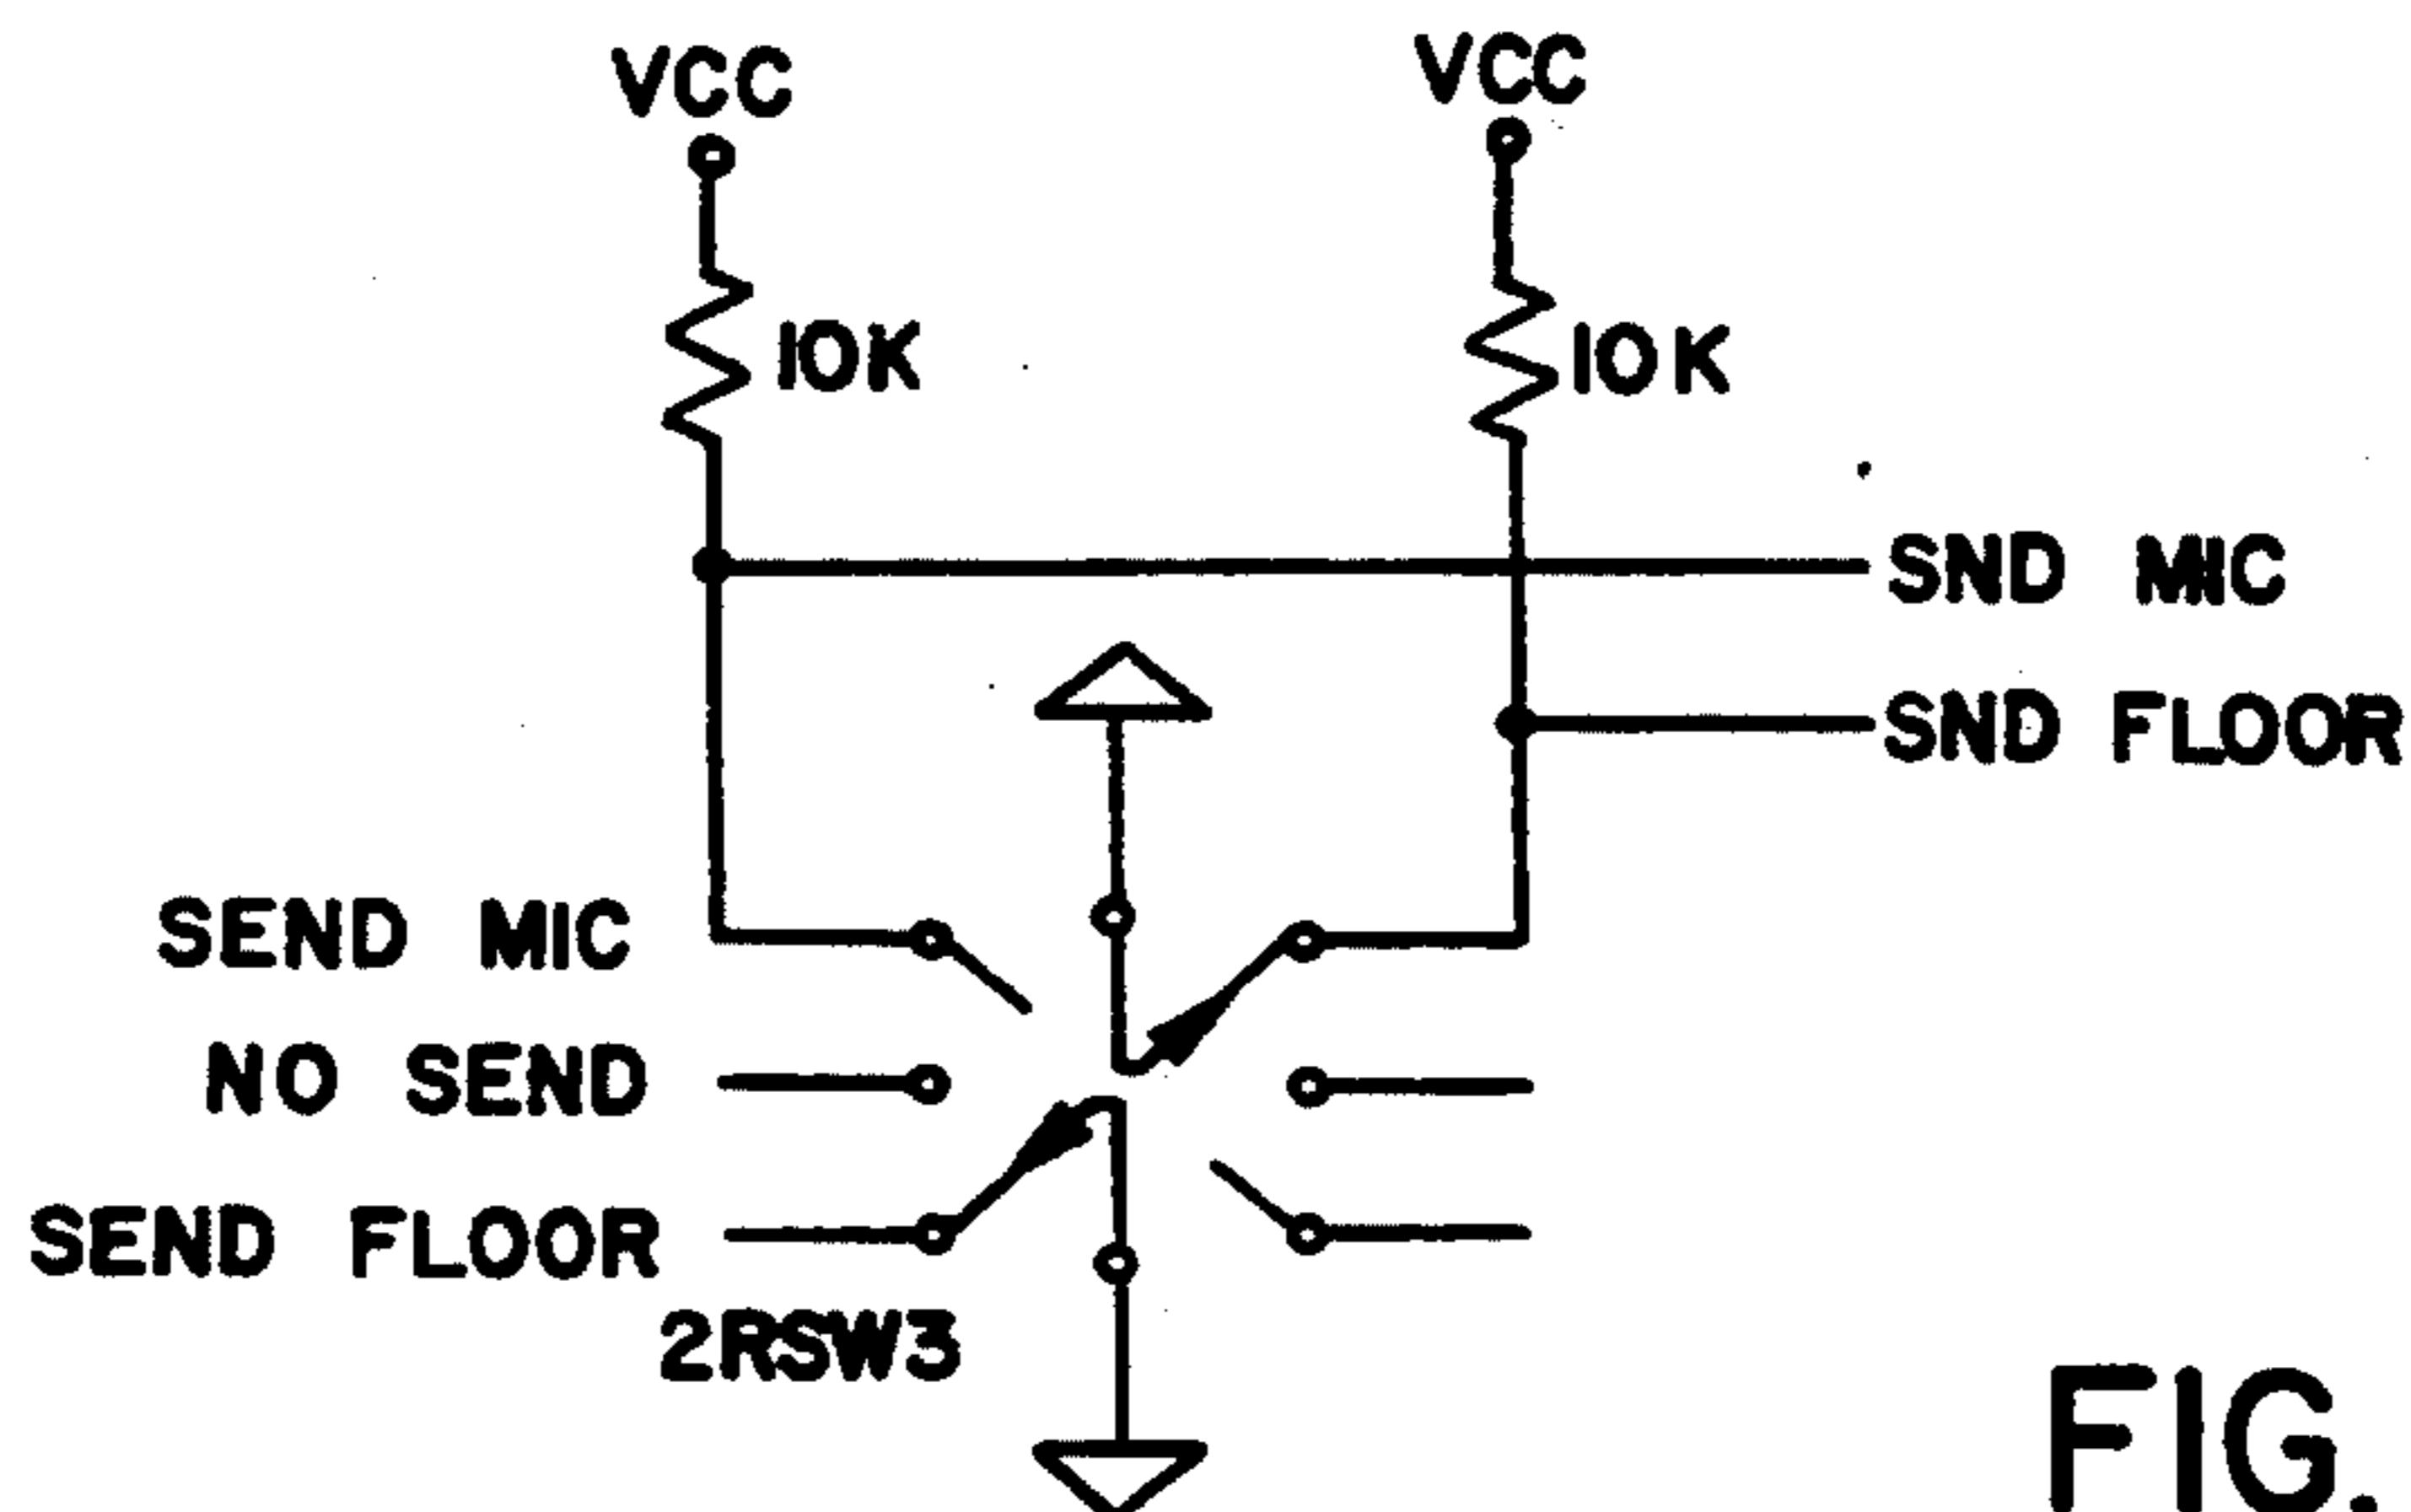 VCC VCC
10K 10K
SND MIC
SND FLOOR
SEND MIC
NO SEND
SEND FLOOR
2RSW3
FIG.